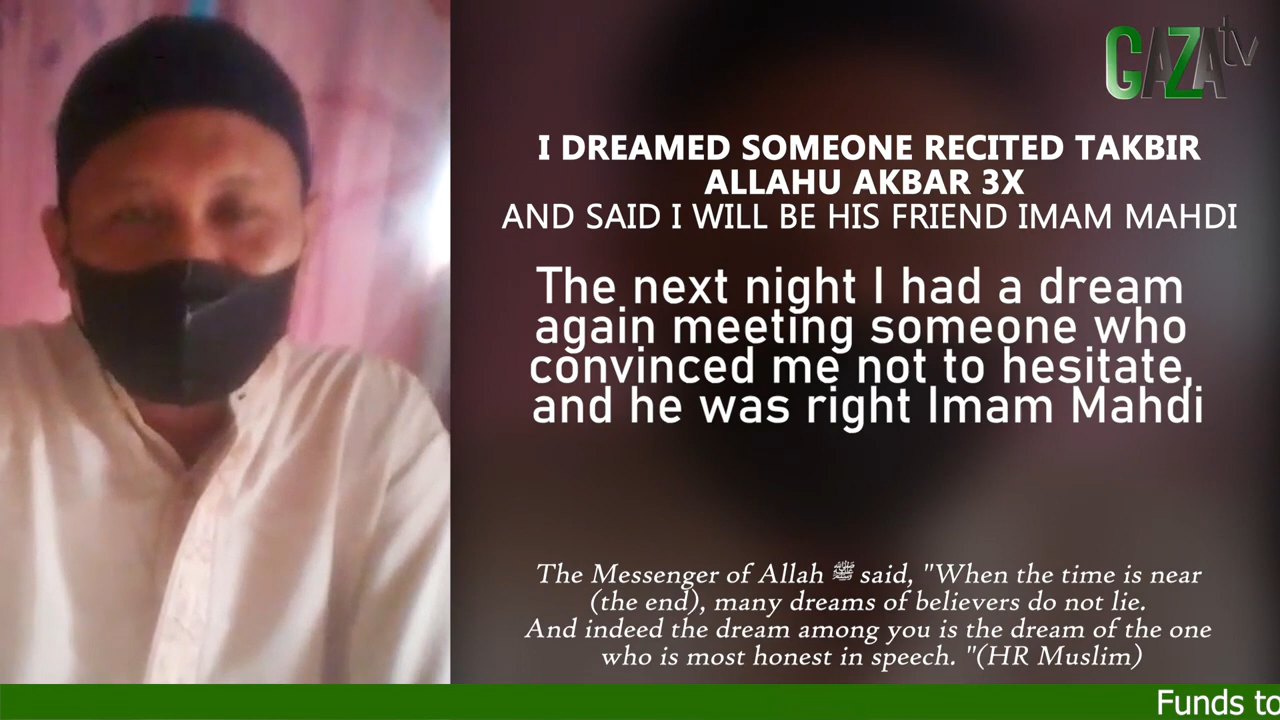 GAZAtv
I DREAMED SOMEONE RECITED TAKBIR
ALLAHU AKBAR 3X
AND SAID I WILL BE HIS FRIEND IMAM MAHDI
The next night I had a dream
again meeting someone who
convinced me not to hesitate,
and he was right Imam Mahdi
The Messenger of Allah ﷺ said, "When the time is near
(the end), many dreams of believers do not lie.
And indeed the dream among you is the dream of the one
who is most honest in speech. "(HR Muslim)
Funds to